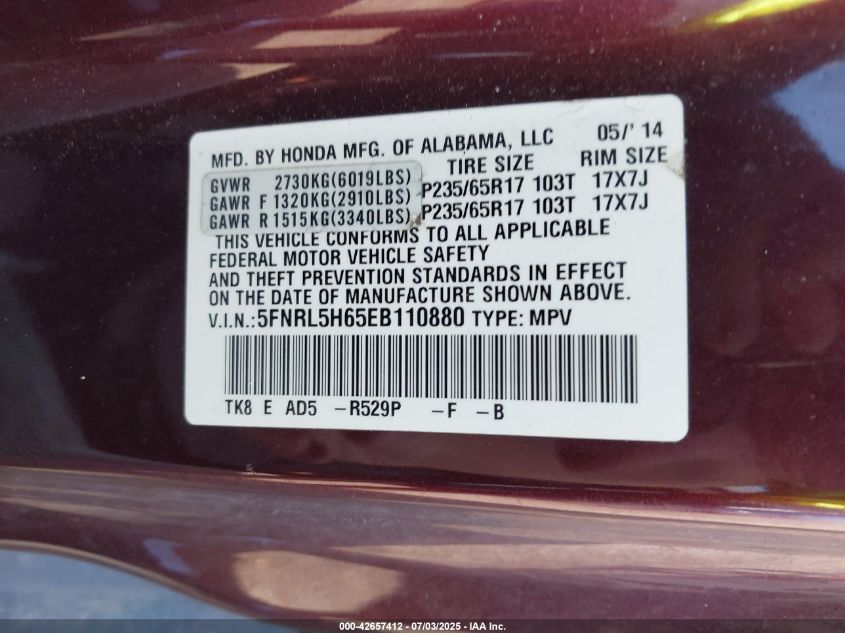 MFD. BY HONDA MFG. OF ALABAMA, LLC 05/' 14
TIRE SIZE RIM SIZE
GVWR 2730KG(6019LBS)
GAWR F 1320KG(2910LBS) P235/65R17 103T 17X7J
GAWR R 1515KG(3340LBS) P235/65R17 103T 17X7J
THIS VEHICLE CONFORMS TO ALL APPLICABLE
FEDERAL MOTOR VEHICLE SAFETY
AND THEFT PREVENTION STANDARDS IN EFFECT
ON THE DATE OF MANUFACTURE SHOWN ABOVE.
V.I.N.:5FNRL5H65EB110880 TYPE: MPV
TK8 E AD5 -R529P -F -B
000-42657412 - 07/03/2025 - IAA Inc.